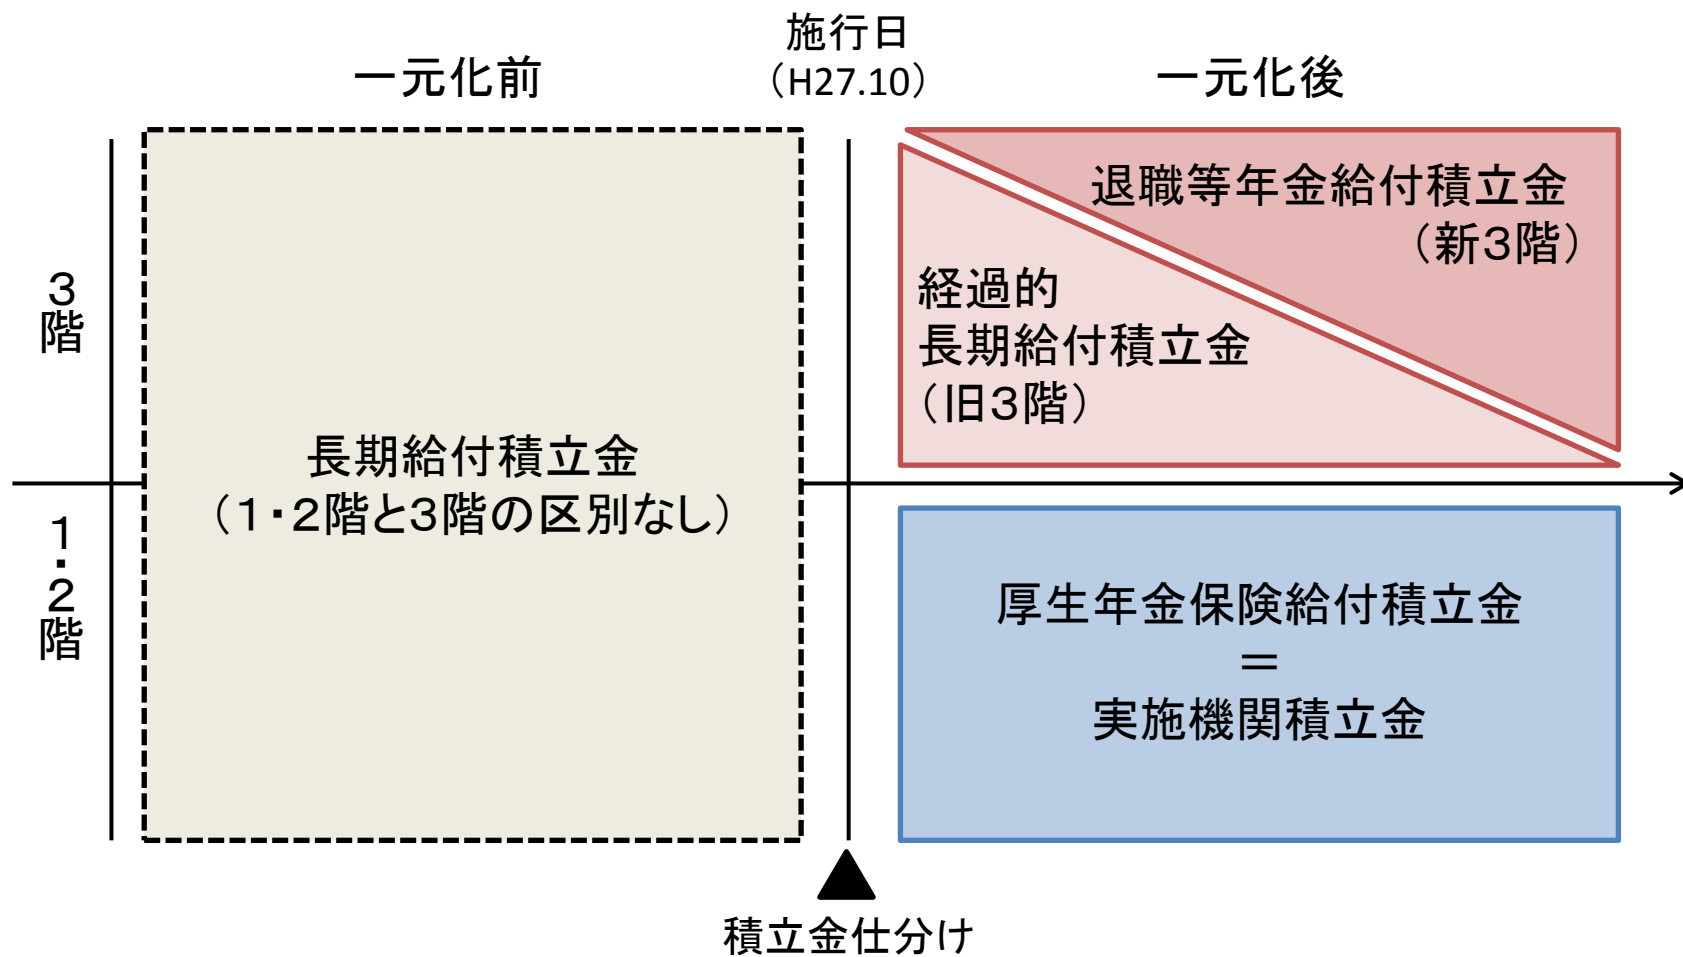 一元化前
施行日
（H27.10）
一元化後
3階
1・2階
長期給付積立金
（1・2階と3階の区別なし）
退職等年金給付積立金
（新3階）
経過的
長期給付積立金
（旧3階）
厚生年金保険給付積立金
＝
実施機関積立金
積立金仕分け